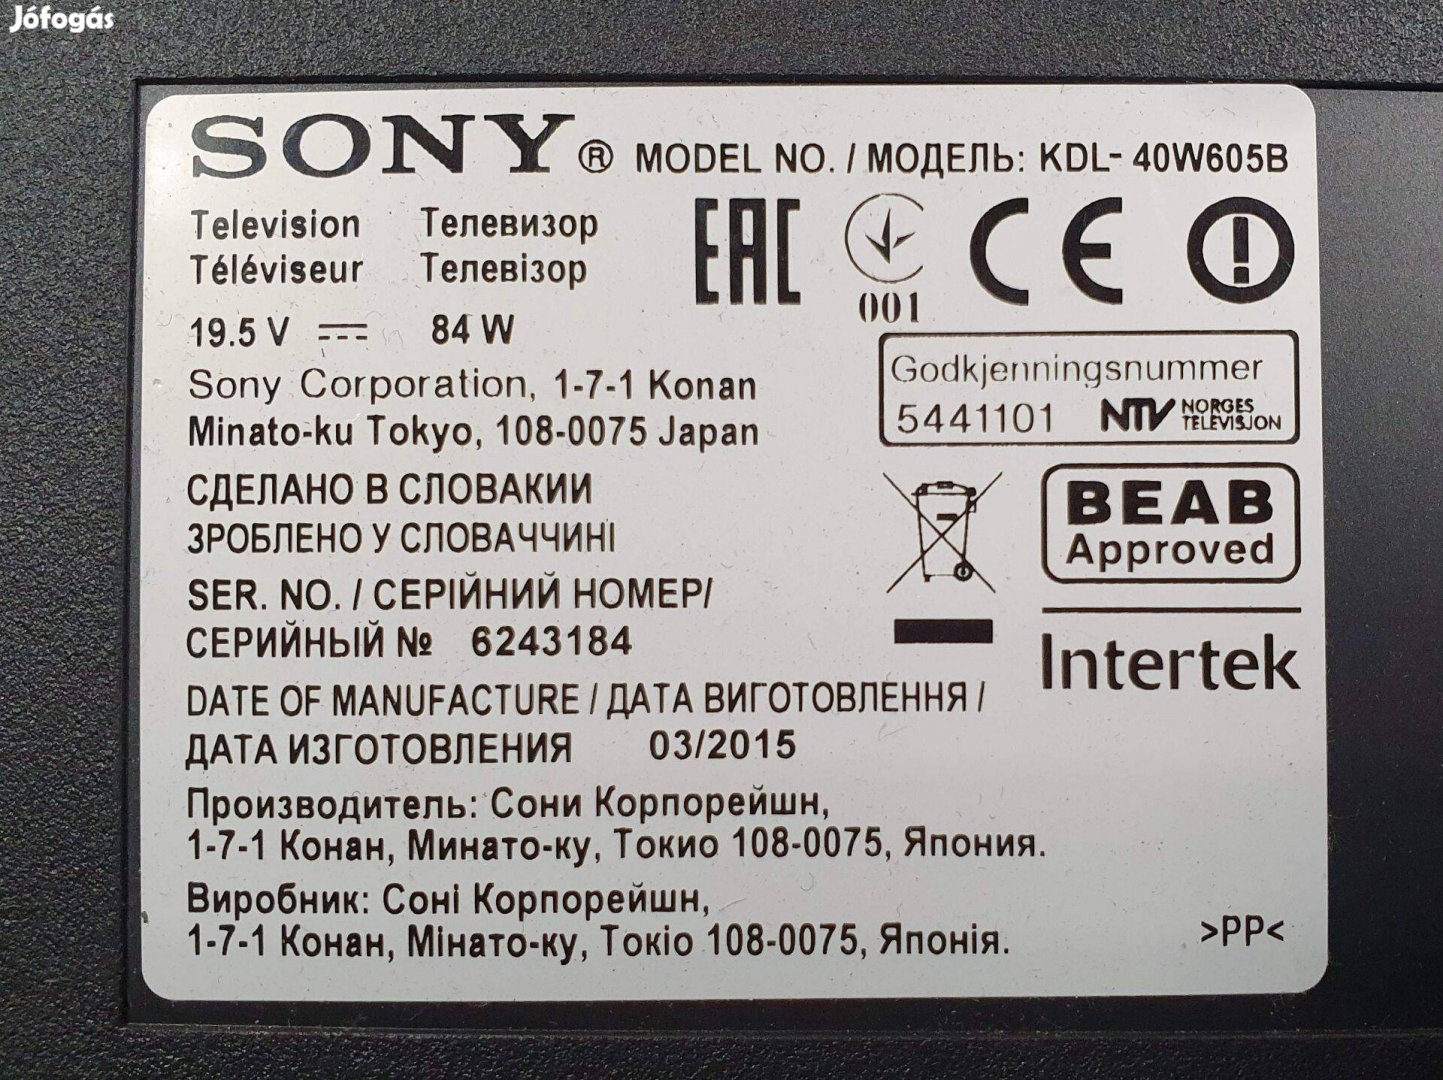 Jófogás
SONY® MODEL NO. / МОДЕЛЬ: KDL- 40W605B
Television Телевизор
Téléviseur Телевізор
EAC
001
CE
19.5 V 84 W
Sony Corporation, 1-7-1 Konan
Minato-ku Tokyo, 108-0075 Japan
Godkjenningsnummer
5441101 NTV NORGES
TELEVISJON
СДЕЛАНО В СЛОВАКИИ
ЗРОБЛЕНО У СЛОВАЧЧИНІ
BEAB
Approved
SER. NO. / СЕРІЙНИЙ НОМЕР/
СЕРИЙНЫЙ № 6243184
Intertek
DATE OF MANUFACTURE / ДАТА ВИГОТОВЛЕННЯ /
ДАТА ИЗГОТОВЛЕНИЯ 03/2015
Производитель: Сони Корпорейшн,
1-7-1 Конан, Минато-ку, Токио 108-0075, Япония.
Виробник: Соні Корпорейшн,
1-7-1 Конан, Мінато-ку, Токіо 108-0075, Японія.
>PP<